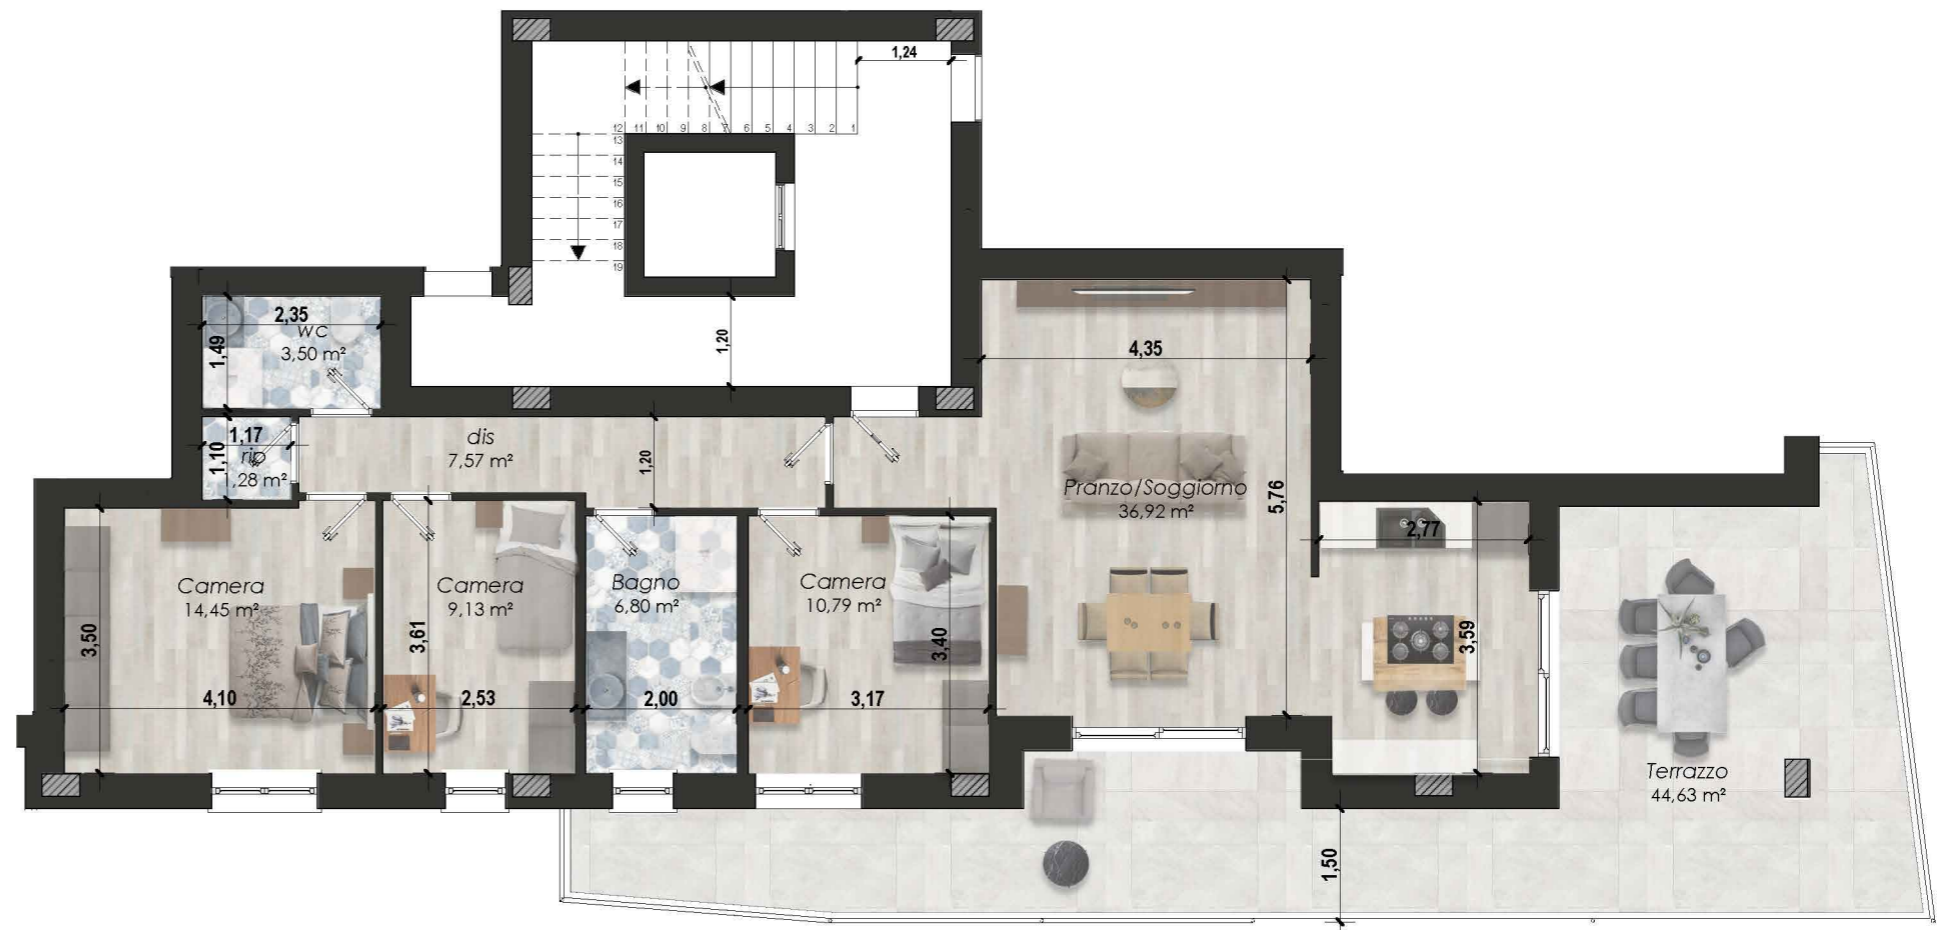 1,24
12 11 10 9 8 7 6 5 4 3 2 1
13
14
15
16
17
18
19
1,20
2,35
WC
3,50 m²
1,49
4,35
1,17
rip
1,28 m²
1,10
dis
7,57 m²
1,20
5,76
Pranzo/Soggiorno
36,92 m²
2,77
Camera
14,45 m²
3,50
4,10
Camera
9,13 m²
3,61
2,53
Bagno
6,80 m²
2,00
Camera
10,79 m²
3,40
3,17
3,59
Terrazzo
44,63 m²
1,50